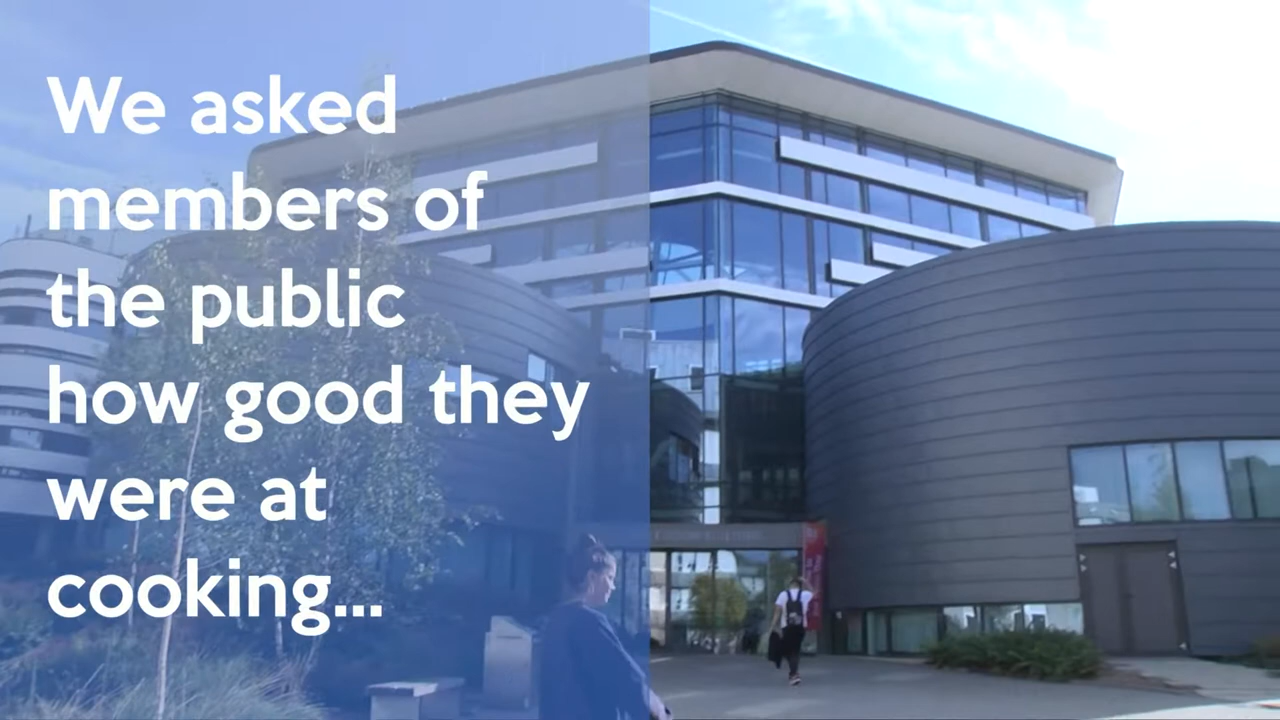 We asked
members of
the public
how good they
were at
cooking...